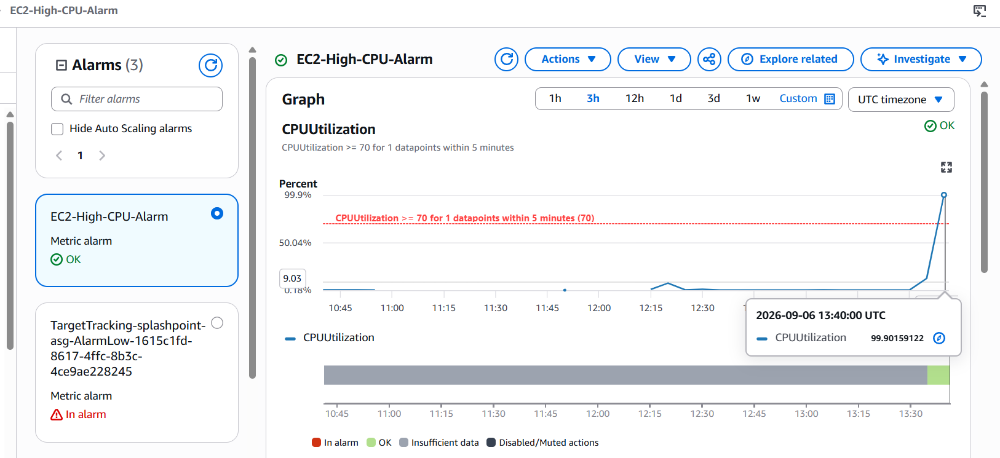 EC2-High-CPU-Alarm
Alarms (3)
Filter alarms
Hide Auto Scaling alarms
1
EC2-High-CPU-Alarm
Metric alarm
OK
TargetTracking-splashpoint-
asg-AlarmLow-1615c1fd-
8617-4ffc-8b3c-
4ce9ae228245
Metric alarm
In alarm
EC2-High-CPU-Alarm
Actions
View
Explore related
Investigate
Graph
1h 3h 12h 1d 3d 1w Custom
UTC timezone
CPUUtilization
OK
CPUUtilization >= 70 for 1 datapoints within 5 minutes
Percent
99.9%
CPUUtilization >= 70 for 1 datapoints within 5 minutes (70)
50.04%
9.03
0.18%
10:45 11:00 11:15 11:30 11:45 12:00 12:15 12:30
2026-09-06 13:40:00 UTC
CPUUtilization 99.90159122
CPUUtilization
10:45 11:00 11:15 11:30 11:45 12:00 12:15 12:30 12:45 13:00 13:15 13:30
In alarm OK Insufficient data Disabled/Muted actions